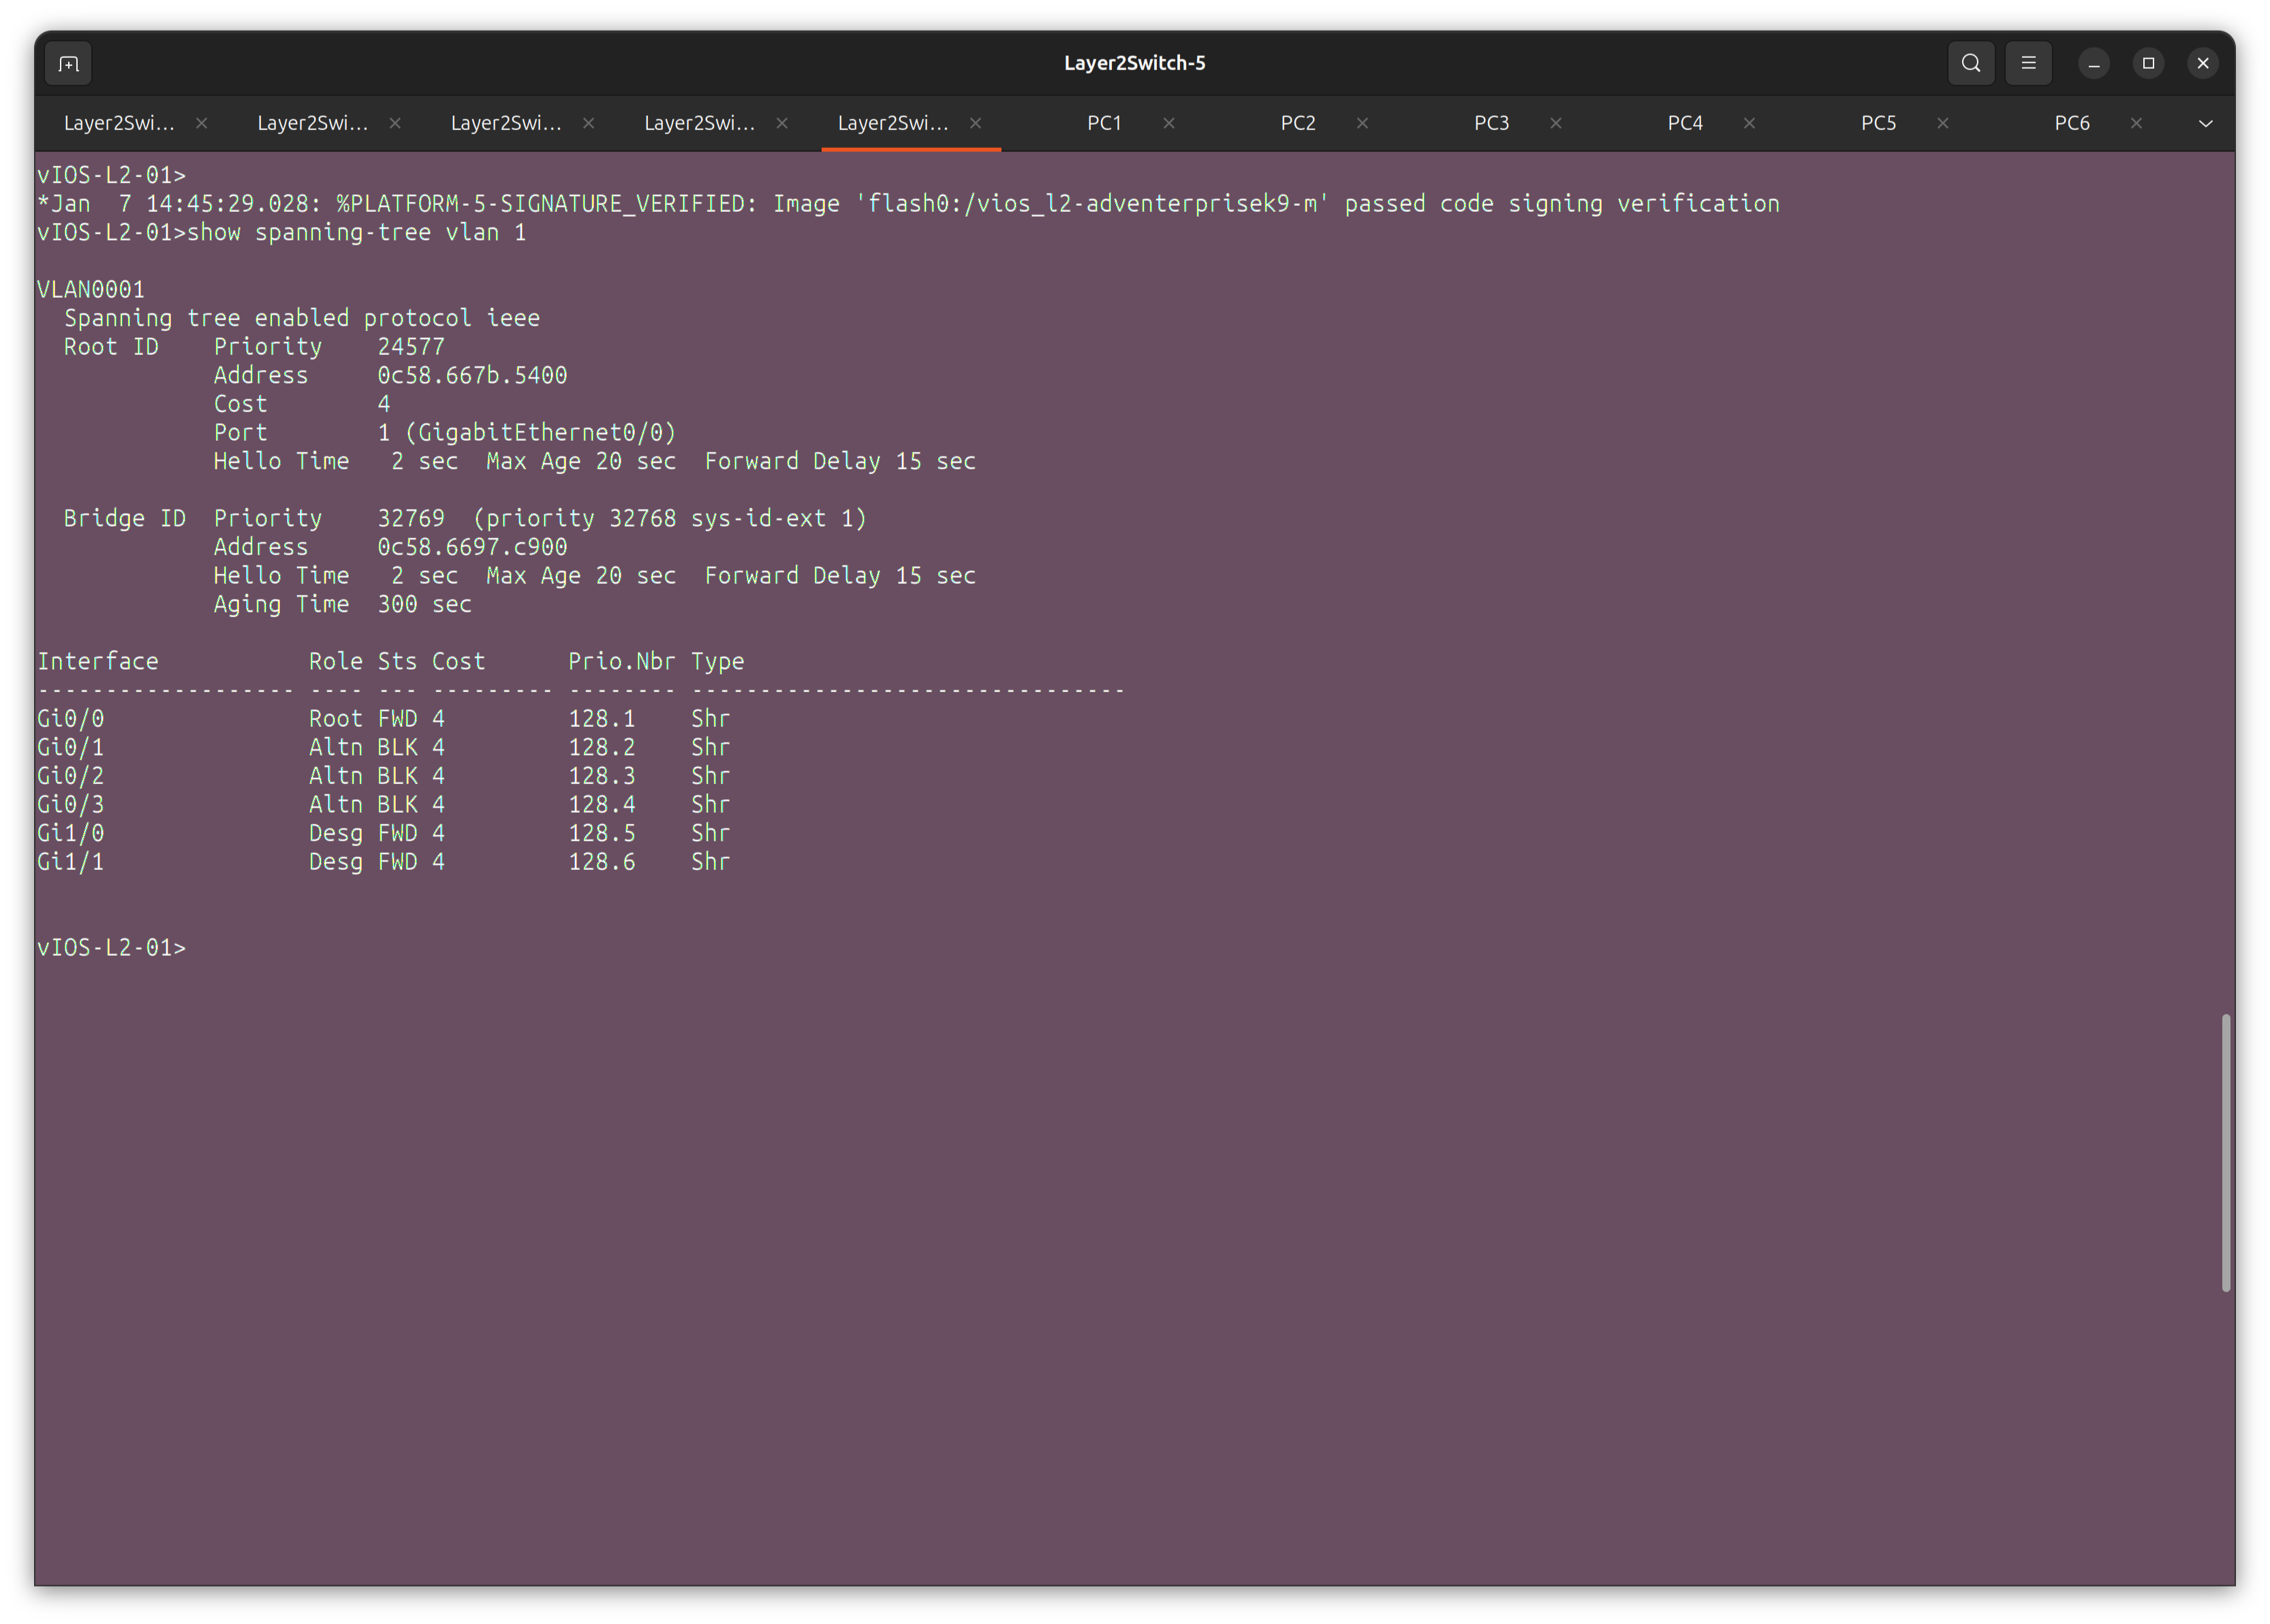 Layer2Switch-5
Layer2Swi... Layer2Swi... Layer2Swi... Layer2Swi... Layer2Swi... PC1 PC2 PC3 PC4 PC5 PC6
vIOS-L2-01>
*Jan  7 14:45:29.028: %PLATFORM-5-SIGNATURE_VERIFIED: Image 'flash0:/vios_l2-adventerprisek9-m' passed code signing verification
vIOS-L2-01>show spanning-tree vlan 1
VLAN0001
  Spanning tree enabled protocol ieee
  Root ID    Priority    24577
             Address     0c58.667b.5400
             Cost        4
             Port        1 (GigabitEthernet0/0)
             Hello Time   2 sec  Max Age 20 sec  Forward Delay 15 sec
  Bridge ID  Priority    32769  (priority 32768 sys-id-ext 1)
             Address     0c58.6697.c900
             Hello Time   2 sec  Max Age 20 sec  Forward Delay 15 sec
             Aging Time  300 sec
Interface           Role Sts Cost      Prio.Nbr Type
------------------- ---- --- --------- -------- --------------------------------
Gi0/0               Root FWD 4         128.1    Shr
Gi0/1               Altn BLK 4         128.2    Shr
Gi0/2               Altn BLK 4         128.3    Shr
Gi0/3               Altn BLK 4         128.4    Shr
Gi1/0               Desg FWD 4         128.5    Shr
Gi1/1               Desg FWD 4         128.6    Shr
vIOS-L2-01>